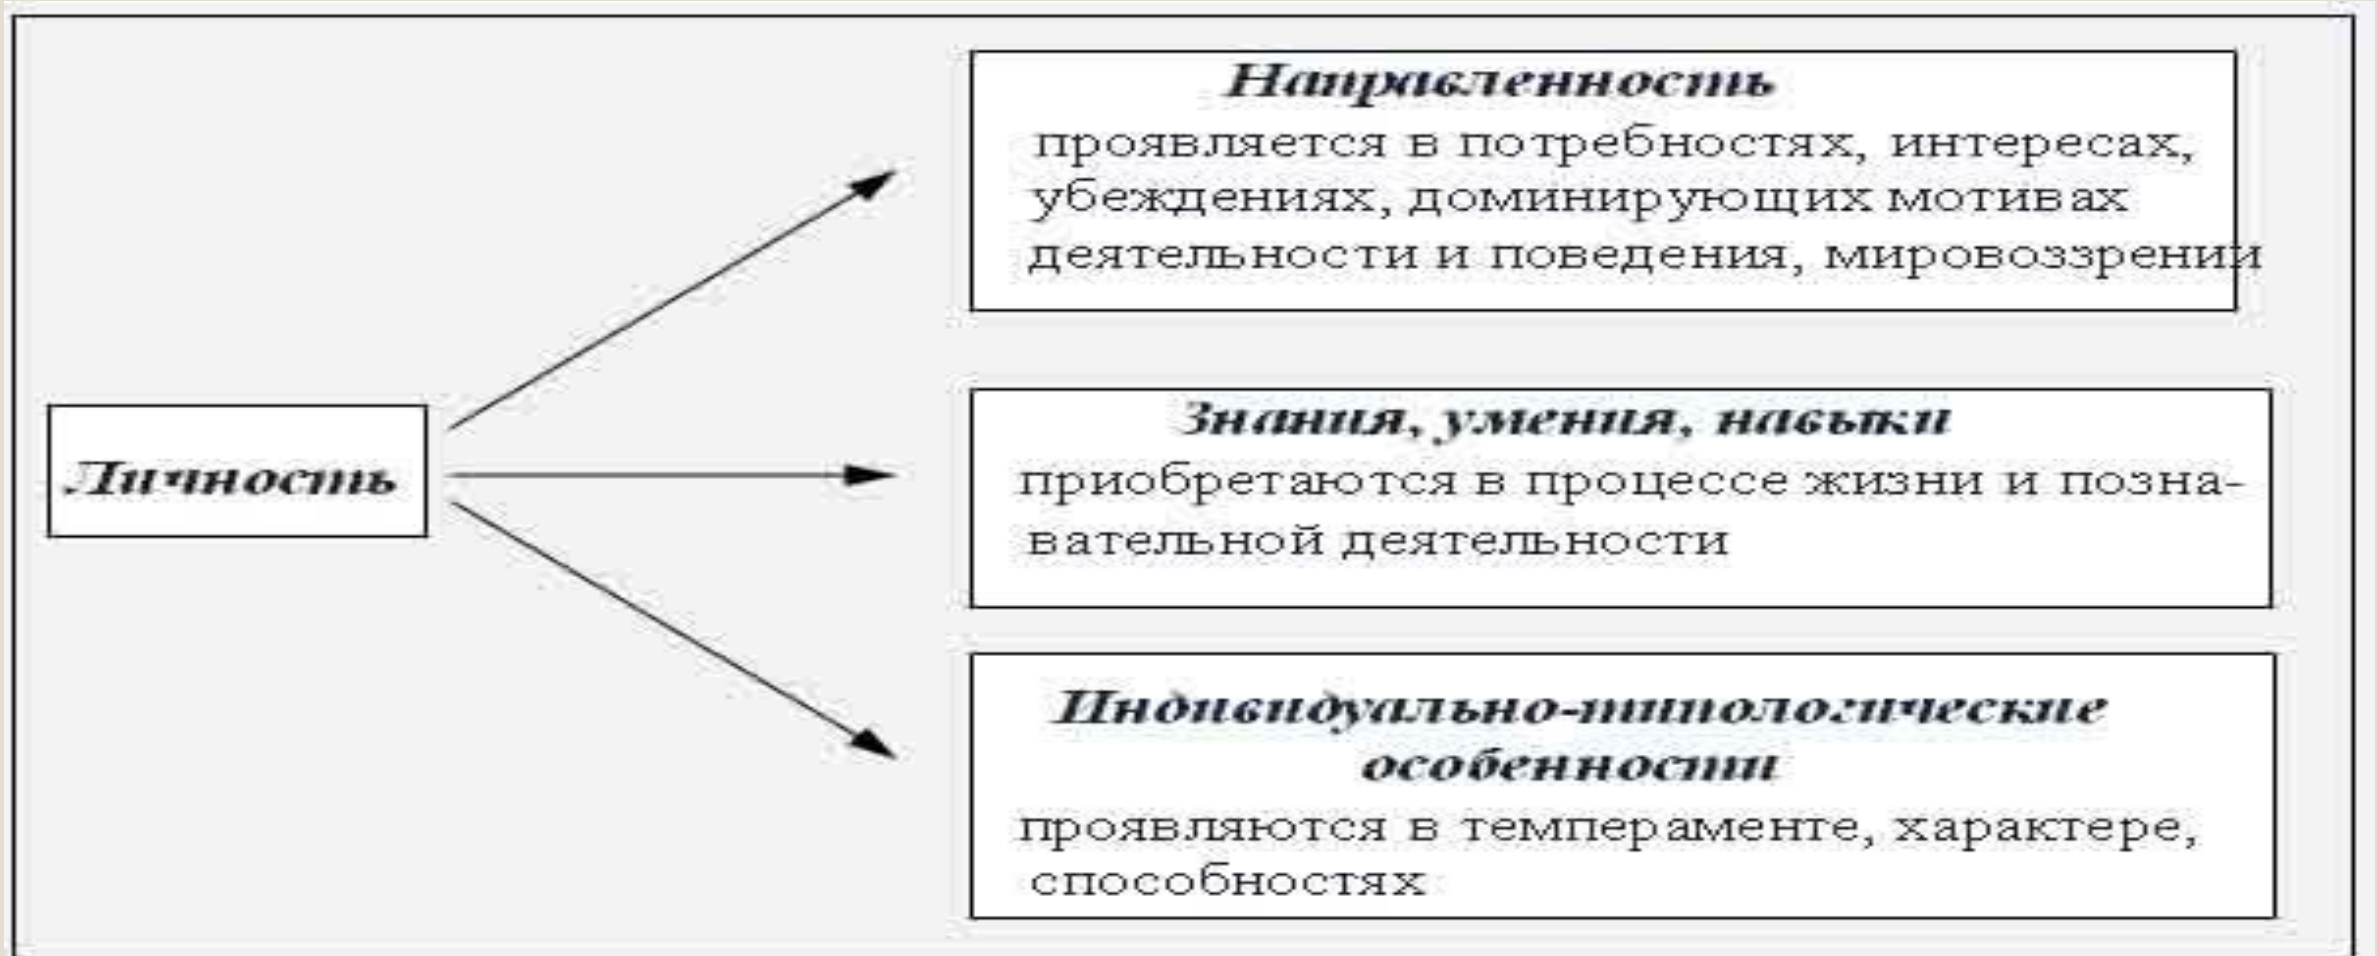 Личность
Направленность
проявляется в потребностях, интересах,
убеждениях, доминирующих мотивах
деятельности и поведения, мировоззрении
Знания, умения, навыки
приобретаются в процессе жизни и позна-
вательной деятельности
Индивидуально-типологические
особенности
проявляются в темпераменте, характере,
способностях